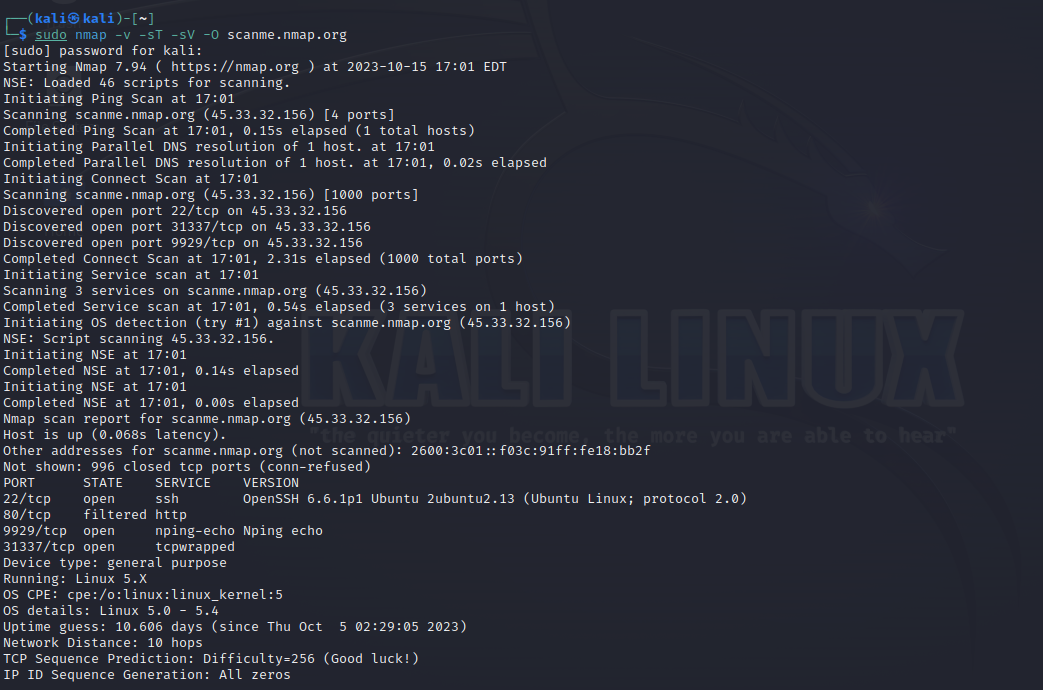 ┌──(kali㉿kali)-[~]
└─$ sudo nmap -v -sT -sV -O scanme.nmap.org
[sudo] password for kali:
Starting Nmap 7.94 ( https://nmap.org ) at 2023-10-15 17:01 EDT
NSE: Loaded 46 scripts for scanning.
Initiating Ping Scan at 17:01
Scanning scanme.nmap.org (45.33.32.156) [4 ports]
Completed Ping Scan at 17:01, 0.15s elapsed (1 total hosts)
Initiating Parallel DNS resolution of 1 host. at 17:01
Completed Parallel DNS resolution of 1 host. at 17:01, 0.02s elapsed
Initiating Connect Scan at 17:01
Scanning scanme.nmap.org (45.33.32.156) [1000 ports]
Discovered open port 22/tcp on 45.33.32.156
Discovered open port 31337/tcp on 45.33.32.156
Discovered open port 9929/tcp on 45.33.32.156
Completed Connect Scan at 17:01, 2.31s elapsed (1000 total ports)
Initiating Service scan at 17:01
Scanning 3 services on scanme.nmap.org (45.33.32.156)
Completed Service scan at 17:01, 0.54s elapsed (3 services on 1 host)
Initiating OS detection (try #1) against scanme.nmap.org (45.33.32.156)
NSE: Script scanning 45.33.32.156.
Initiating NSE at 17:01
Completed NSE at 17:01, 0.14s elapsed
Initiating NSE at 17:01
Completed NSE at 17:01, 0.00s elapsed
Nmap scan report for scanme.nmap.org (45.33.32.156)
Host is up (0.068s latency).
Other addresses for scanme.nmap.org (not scanned): 2600:3c01::f03c:91ff:fe18:bb2f
Not shown: 996 closed tcp ports (conn-refused)
PORT      STATE    SERVICE    VERSION
22/tcp    open     ssh        OpenSSH 6.6.1p1 Ubuntu 2ubuntu2.13 (Ubuntu Linux; protocol 2.0)
80/tcp    filtered http
9929/tcp  open     nping-echo Nping echo
31337/tcp open     tcpwrapped
Device type: general purpose
Running: Linux 5.X
OS CPE: cpe:/o:linux:linux_kernel:5
OS details: Linux 5.0 - 5.4
Uptime guess: 10.606 days (since Thu Oct  5 02:29:05 2023)
Network Distance: 10 hops
TCP Sequence Prediction: Difficulty=256 (Good luck!)
IP ID Sequence Generation: All zeros
KALI LINUX
"the quieter you become, the more you are able to hear"